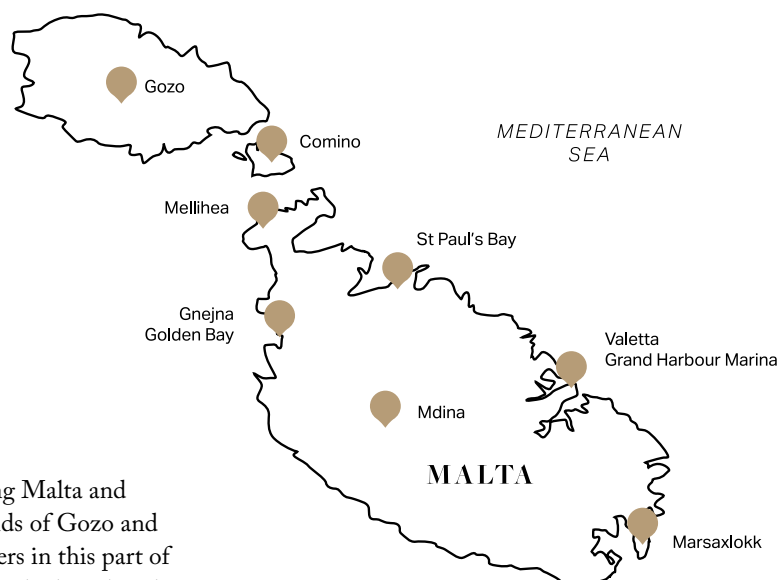 Gozo
Comino
MEDITERRANEAN
SEA
Mellihea
St Paul's Bay
Gnejna
Golden Bay
Valetta
Grand Harbour Marina
Mdina
MALTA
Marsaxlokk
ng Malta and
ds of Gozo and
ers in this part of